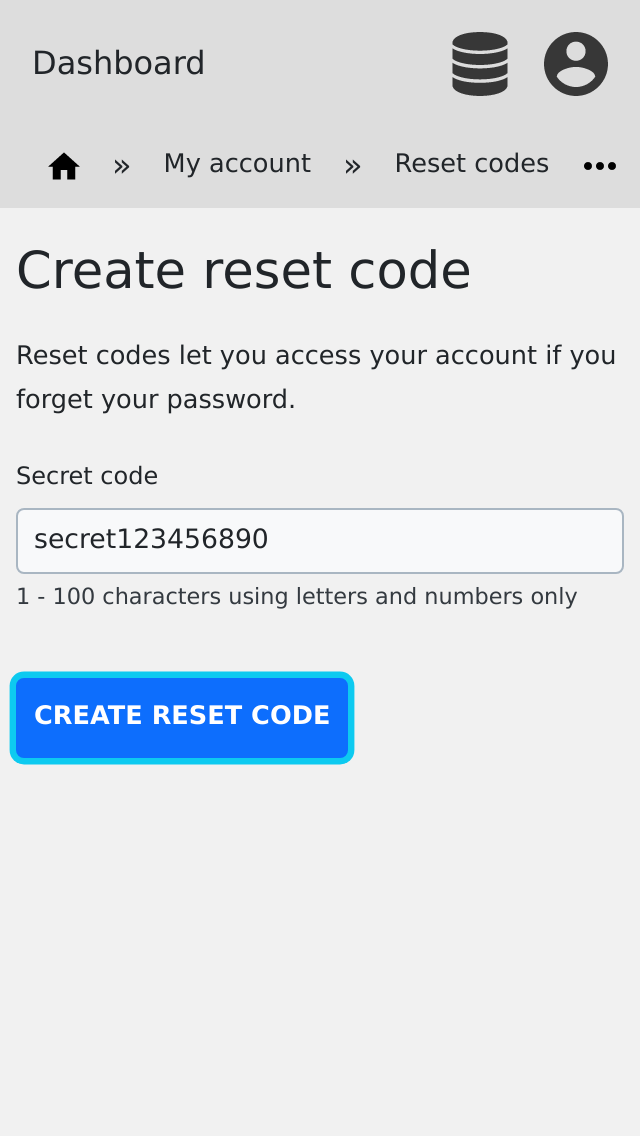 Dashboard
» My account » Reset codes •••
Create reset code
Reset codes let you access your account if you
forget your password.
Secret code
secret123456890
1 - 100 characters using letters and numbers only
CREATE RESET CODE